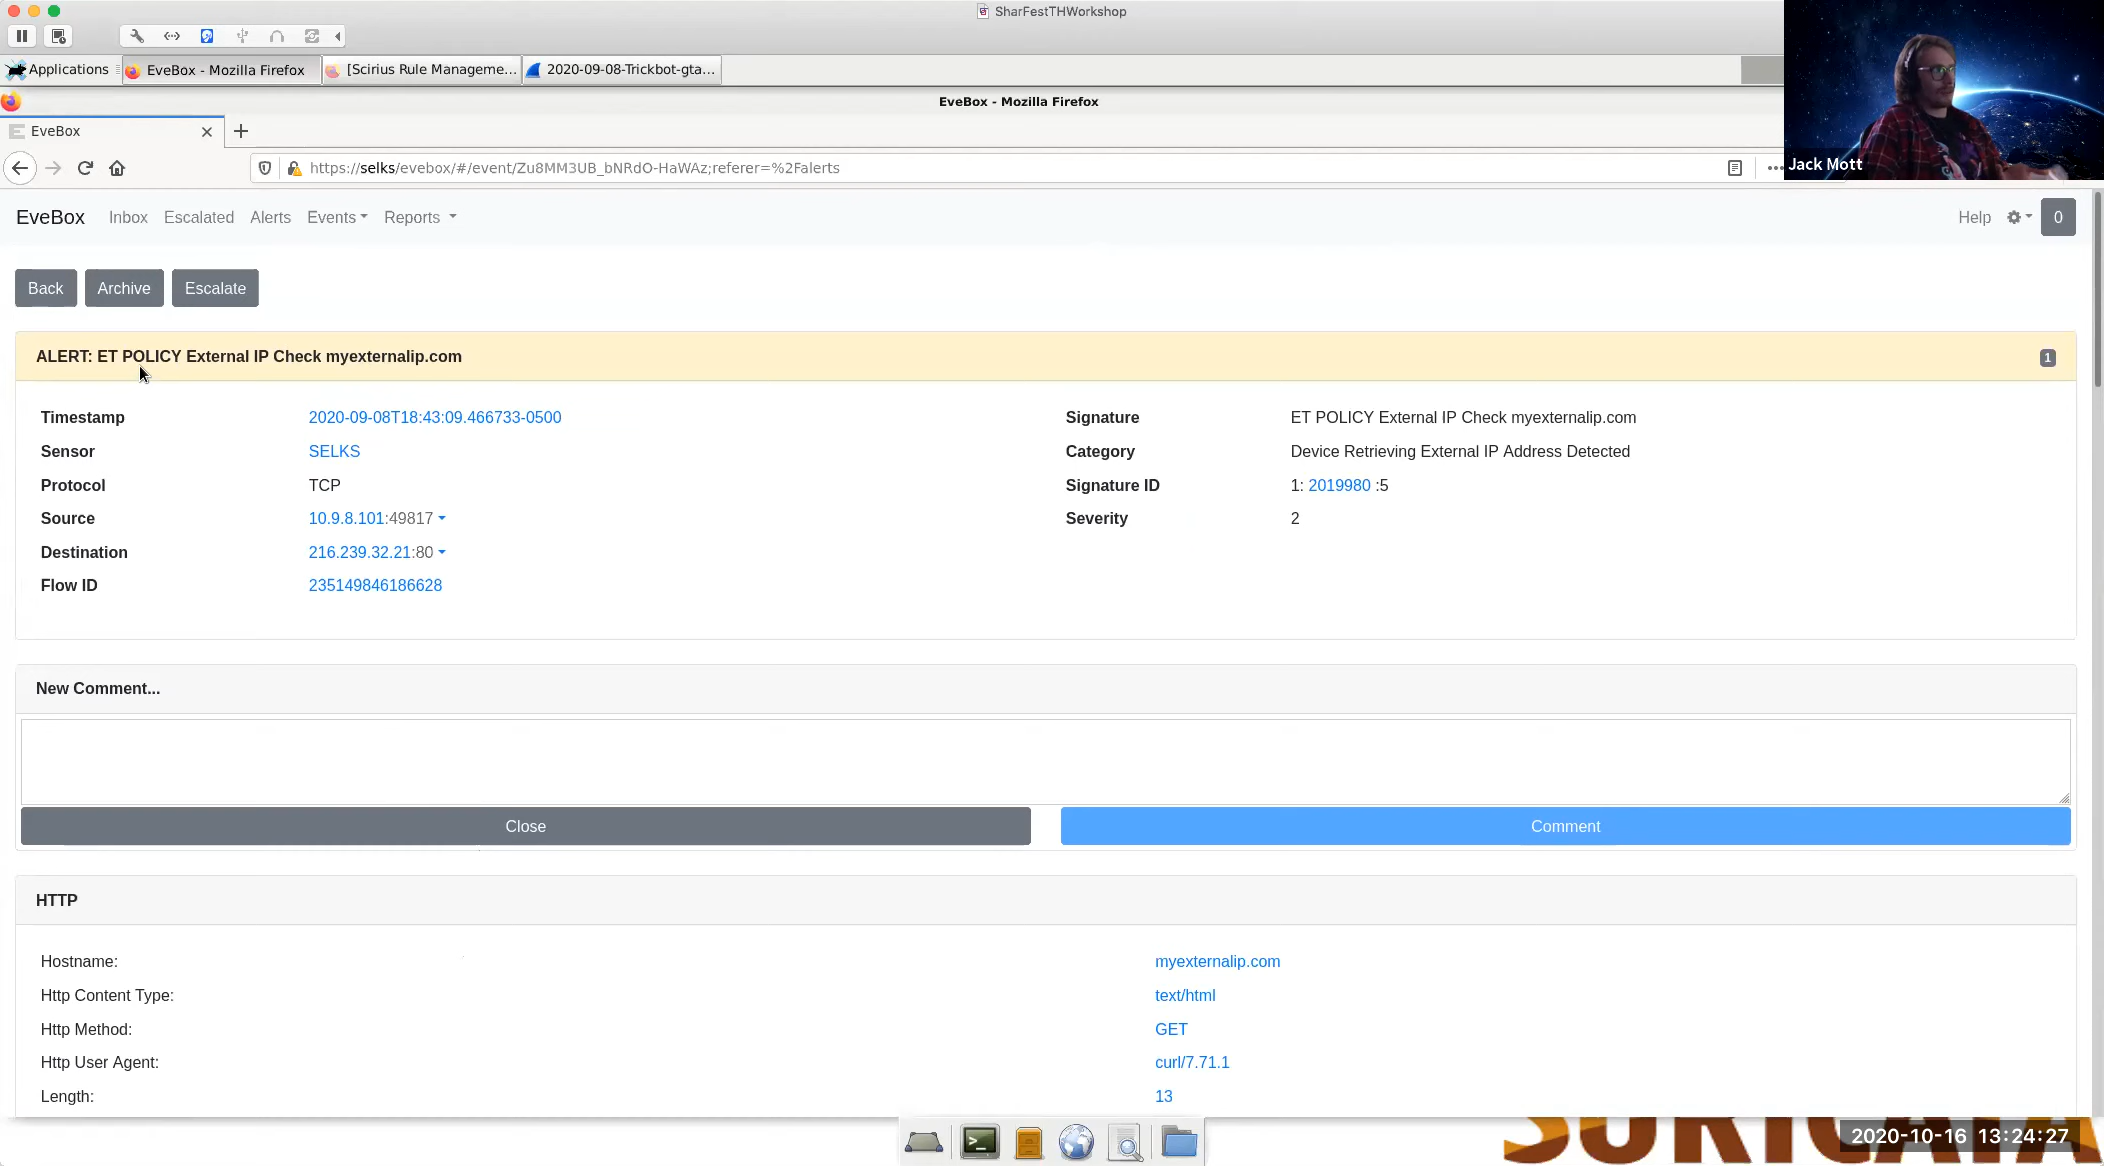 SharFestTHWorkshop
Applications EveBox - Mozilla Firefox [Scirius Rule Manageme... 2020-09-08-Trickbot-gta...
EveBox - Mozilla Firefox
EveBox
https://selks/evebox/#/event/Zu8MM3UB_bNRdO-HaWAz;referer=%2Falerts
Jack Mott
EveBox Inbox Escalated Alerts Events Reports Help 0
Back Archive Escalate
ALERT: ET POLICY External IP Check myexternalip.com 1
Timestamp 2020-09-08T18:43:09.466733-0500 Signature ET POLICY External IP Check myexternalip.com
Sensor SELKS Category Device Retrieving External IP Address Detected
Protocol TCP Signature ID 1: 2019980 :5
Source 10.9.8.101:49817 Severity 2
Destination 216.239.32.21:80
Flow ID 235149846186628
New Comment...
Close Comment
HTTP
Hostname: myexternalip.com
Http Content Type: text/html
Http Method: GET
Http User Agent: curl/7.71.1
Length: 13
SURICATA
2020-10-16 13:24:27